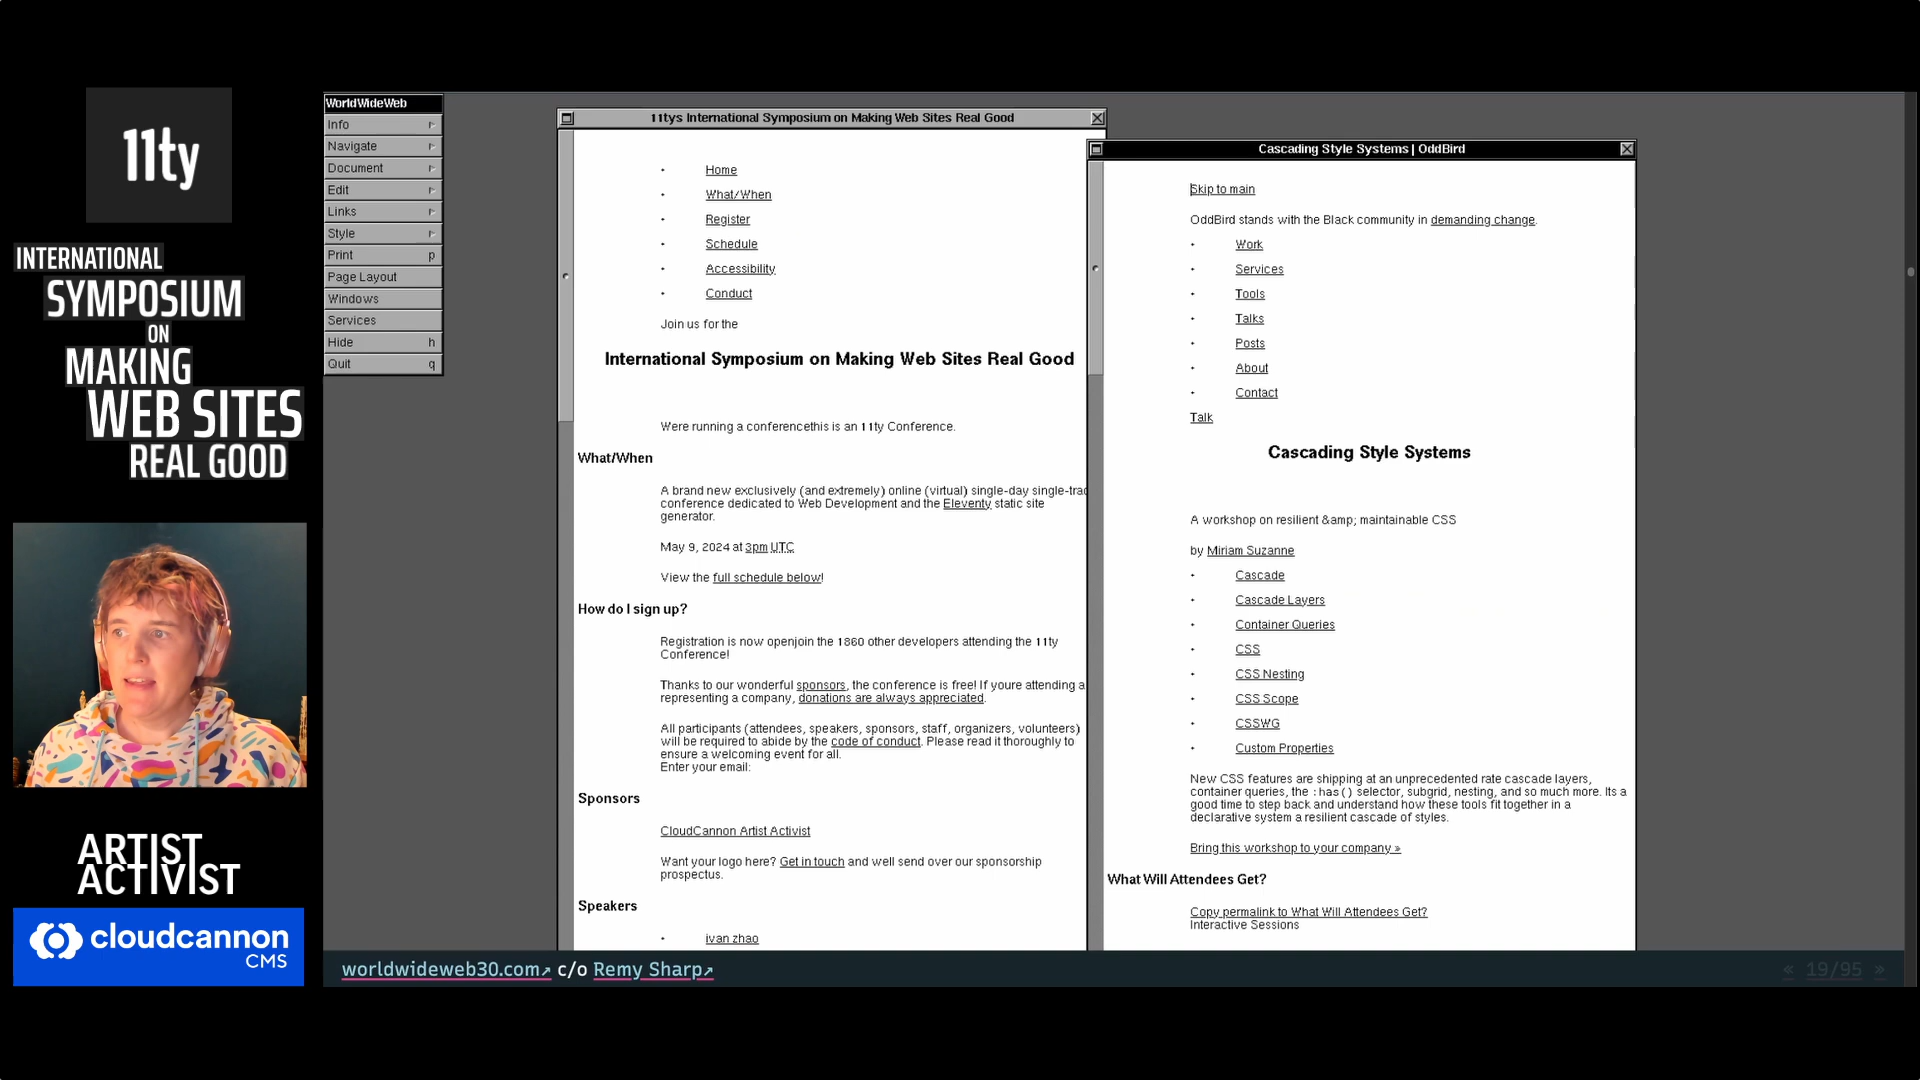 11ty
INTERNATIONAL
SYMPOSIUM
ON
MAKING
WEB SITES
REAL GOOD
ARTIST
ACTIVIST
cloudcannon
CMS
WorldWideWeb
Info
Navigate
Document
Edit
Links
Style
Print p
Page Layout
Windows
Services
Hide h
Quit q
11tys International Symposium on Making Web Sites Real Good
• Home
• What/When
• Register
• Schedule
• Accessibility
• Conduct
Join us for the
International Symposium on Making Web Sites Real Good
Were running a conferencethis is an 11ty Conference.
What/When
A brand new exclusively (and extremely) online (virtual) single-day single-trac
conference dedicated to Web Development and the Eleventy static site
generator.
May 9, 2024 at 3pm UTC
View the full schedule below!
How do I sign up?
Registration is now openjoin the 1860 other developers attending the 11ty
Conference!
Thanks to our wonderful sponsors, the conference is free! If youre attending a
representing a company, donations are always appreciated.
All participants (attendees, speakers, sponsors, staff, organizers, volunteers)
will be required to abide by the code of conduct. Please read it thoroughly to
ensure a welcoming event for all.
Enter your email:
Sponsors
CloudCannon Artist Activist
Want your logo here? Get in touch and well send over our sponsorship
prospectus.
Speakers
• ivan zhao
Cascading Style Systems | OddBird
Skip to main
OddBird stands with the Black community in demanding change.
• Work
• Services
• Tools
• Talks
• Posts
• About
• Contact
Talk
Cascading Style Systems
A workshop on resilient &amp; maintainable CSS
by Miriam Suzanne
• Cascade
• Cascade Layers
• Container Queries
• CSS
• CSS Nesting
• CSS Scope
• CSSWG
• Custom Properties
New CSS features are shipping at an unprecedented rate cascade layers,
container queries, the :has() selector, subgrid, nesting, and so much more. Its a
good time to step back and understand how these tools fit together in a
declarative system a resilient cascade of styles.
Bring this workshop to your company »
What Will Attendees Get?
Copy permalink to What Will Attendees Get?
Interactive Sessions
worldwideweb30.com↗ c/o Remy Sharp↗
« 19/95 »